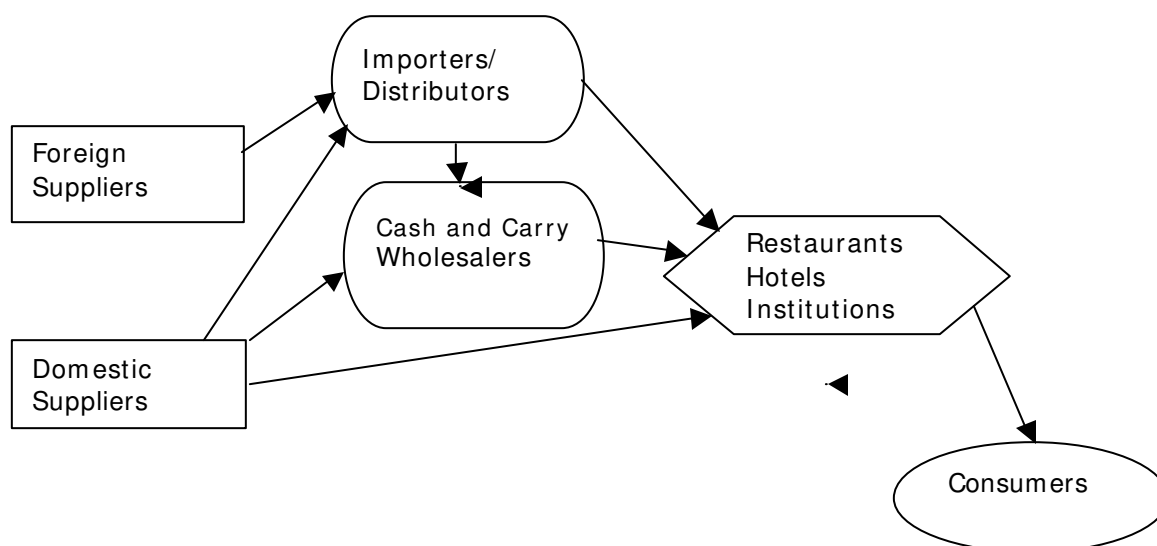 Importers/
Distributors
Foreign
Suppliers
Cash and Carry
Wholesalers
Restaurants
Hotels
Institutions
Domestic
Suppliers
Consumers